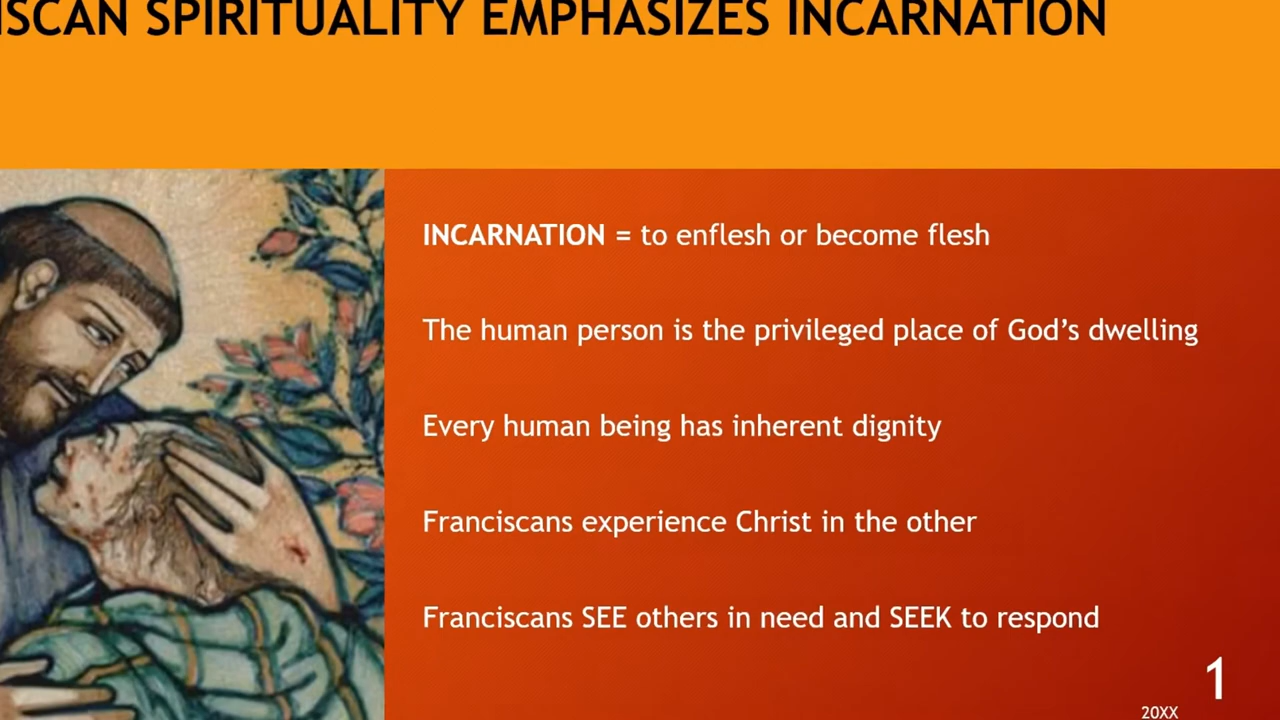 ISCAN SPIRITUALITY EMPHASIZES INCARNATION
INCARNATION = to enflesh or become flesh
The human person is the privileged place of God’s dwelling
Every human being has inherent dignity
Franciscans experience Christ in the other
Franciscans SEE others in need and SEEK to respond
1
20XX